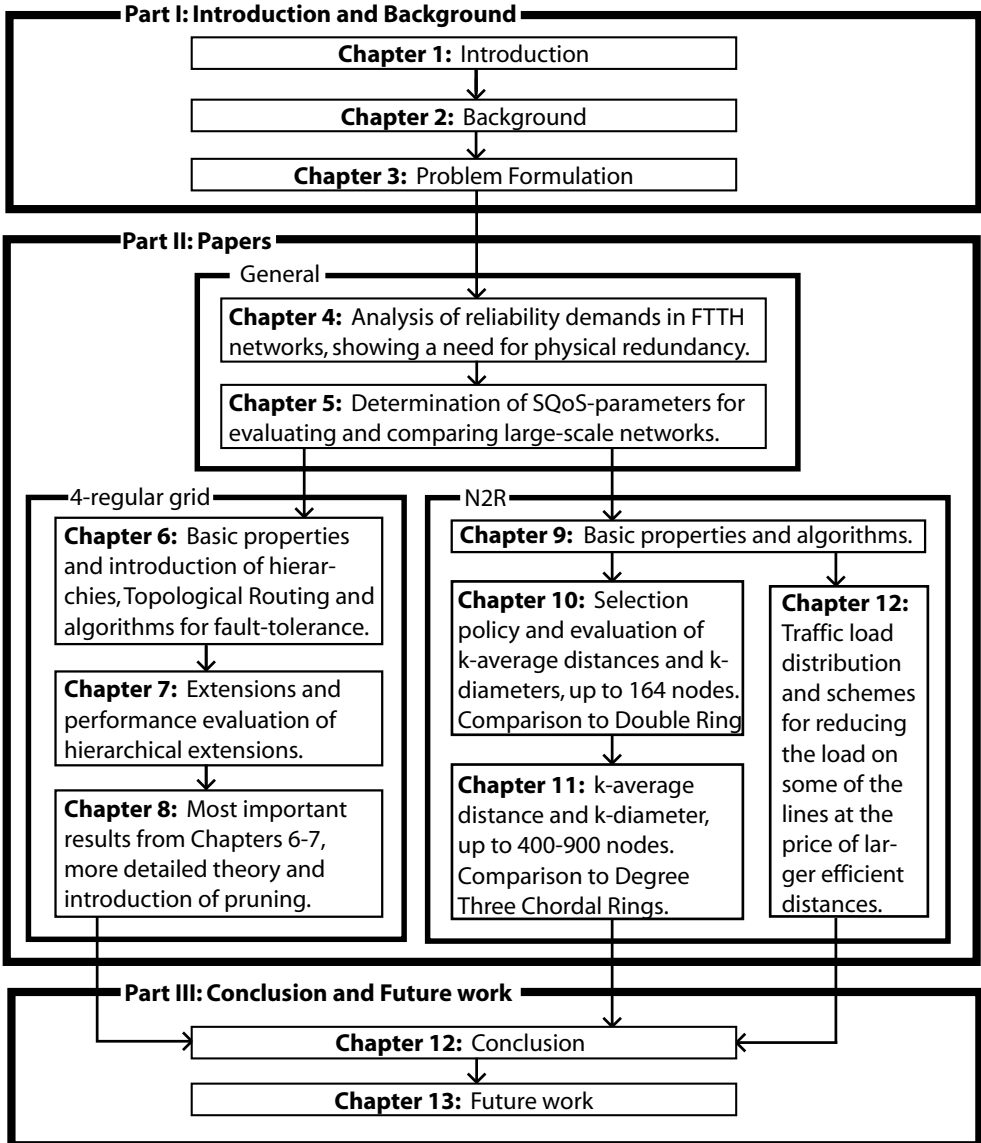 Part I: Introduction and Background
Chapter 1: Introduction
Chapter 2: Background
Chapter 3: Problem Formulation
Part II: Papers
General
Chapter 4: Analysis of reliability demands in FTTH
networks, showing a need for physical redundancy.
Chapter 5: Determination of SQoS-parameters for
evaluating and comparing large-scale networks.
4-regular grid
Chapter 6: Basic properties
and introduction of hierar-
chies, Topological Routing and
algorithms for fault-tolerance.
Chapter 7: Extensions and
performance evaluation of
hierarchical extensions.
Chapter 8: Most important
results from Chapters 6-7,
more detailed theory and
introduction of pruning.
N2R
Chapter 9: Basic properties and algorithms.
Chapter 10: Selection
policy and evaluation of
k-average distances and k-
diameters, up to 164 nodes.
Comparison to Double Ring
Chapter 11: k-average
distance and k-diameter,
up to 400-900 nodes.
Comparison to Degree
Three Chordal Rings.
Chapter 12:
Traffic load
distribution
and schemes
for reducing
the load on
some of the
lines at the
price of lar-
ger efficient
distances.
Part III: Conclusion and Future work
Chapter 12: Conclusion
Chapter 13: Future work